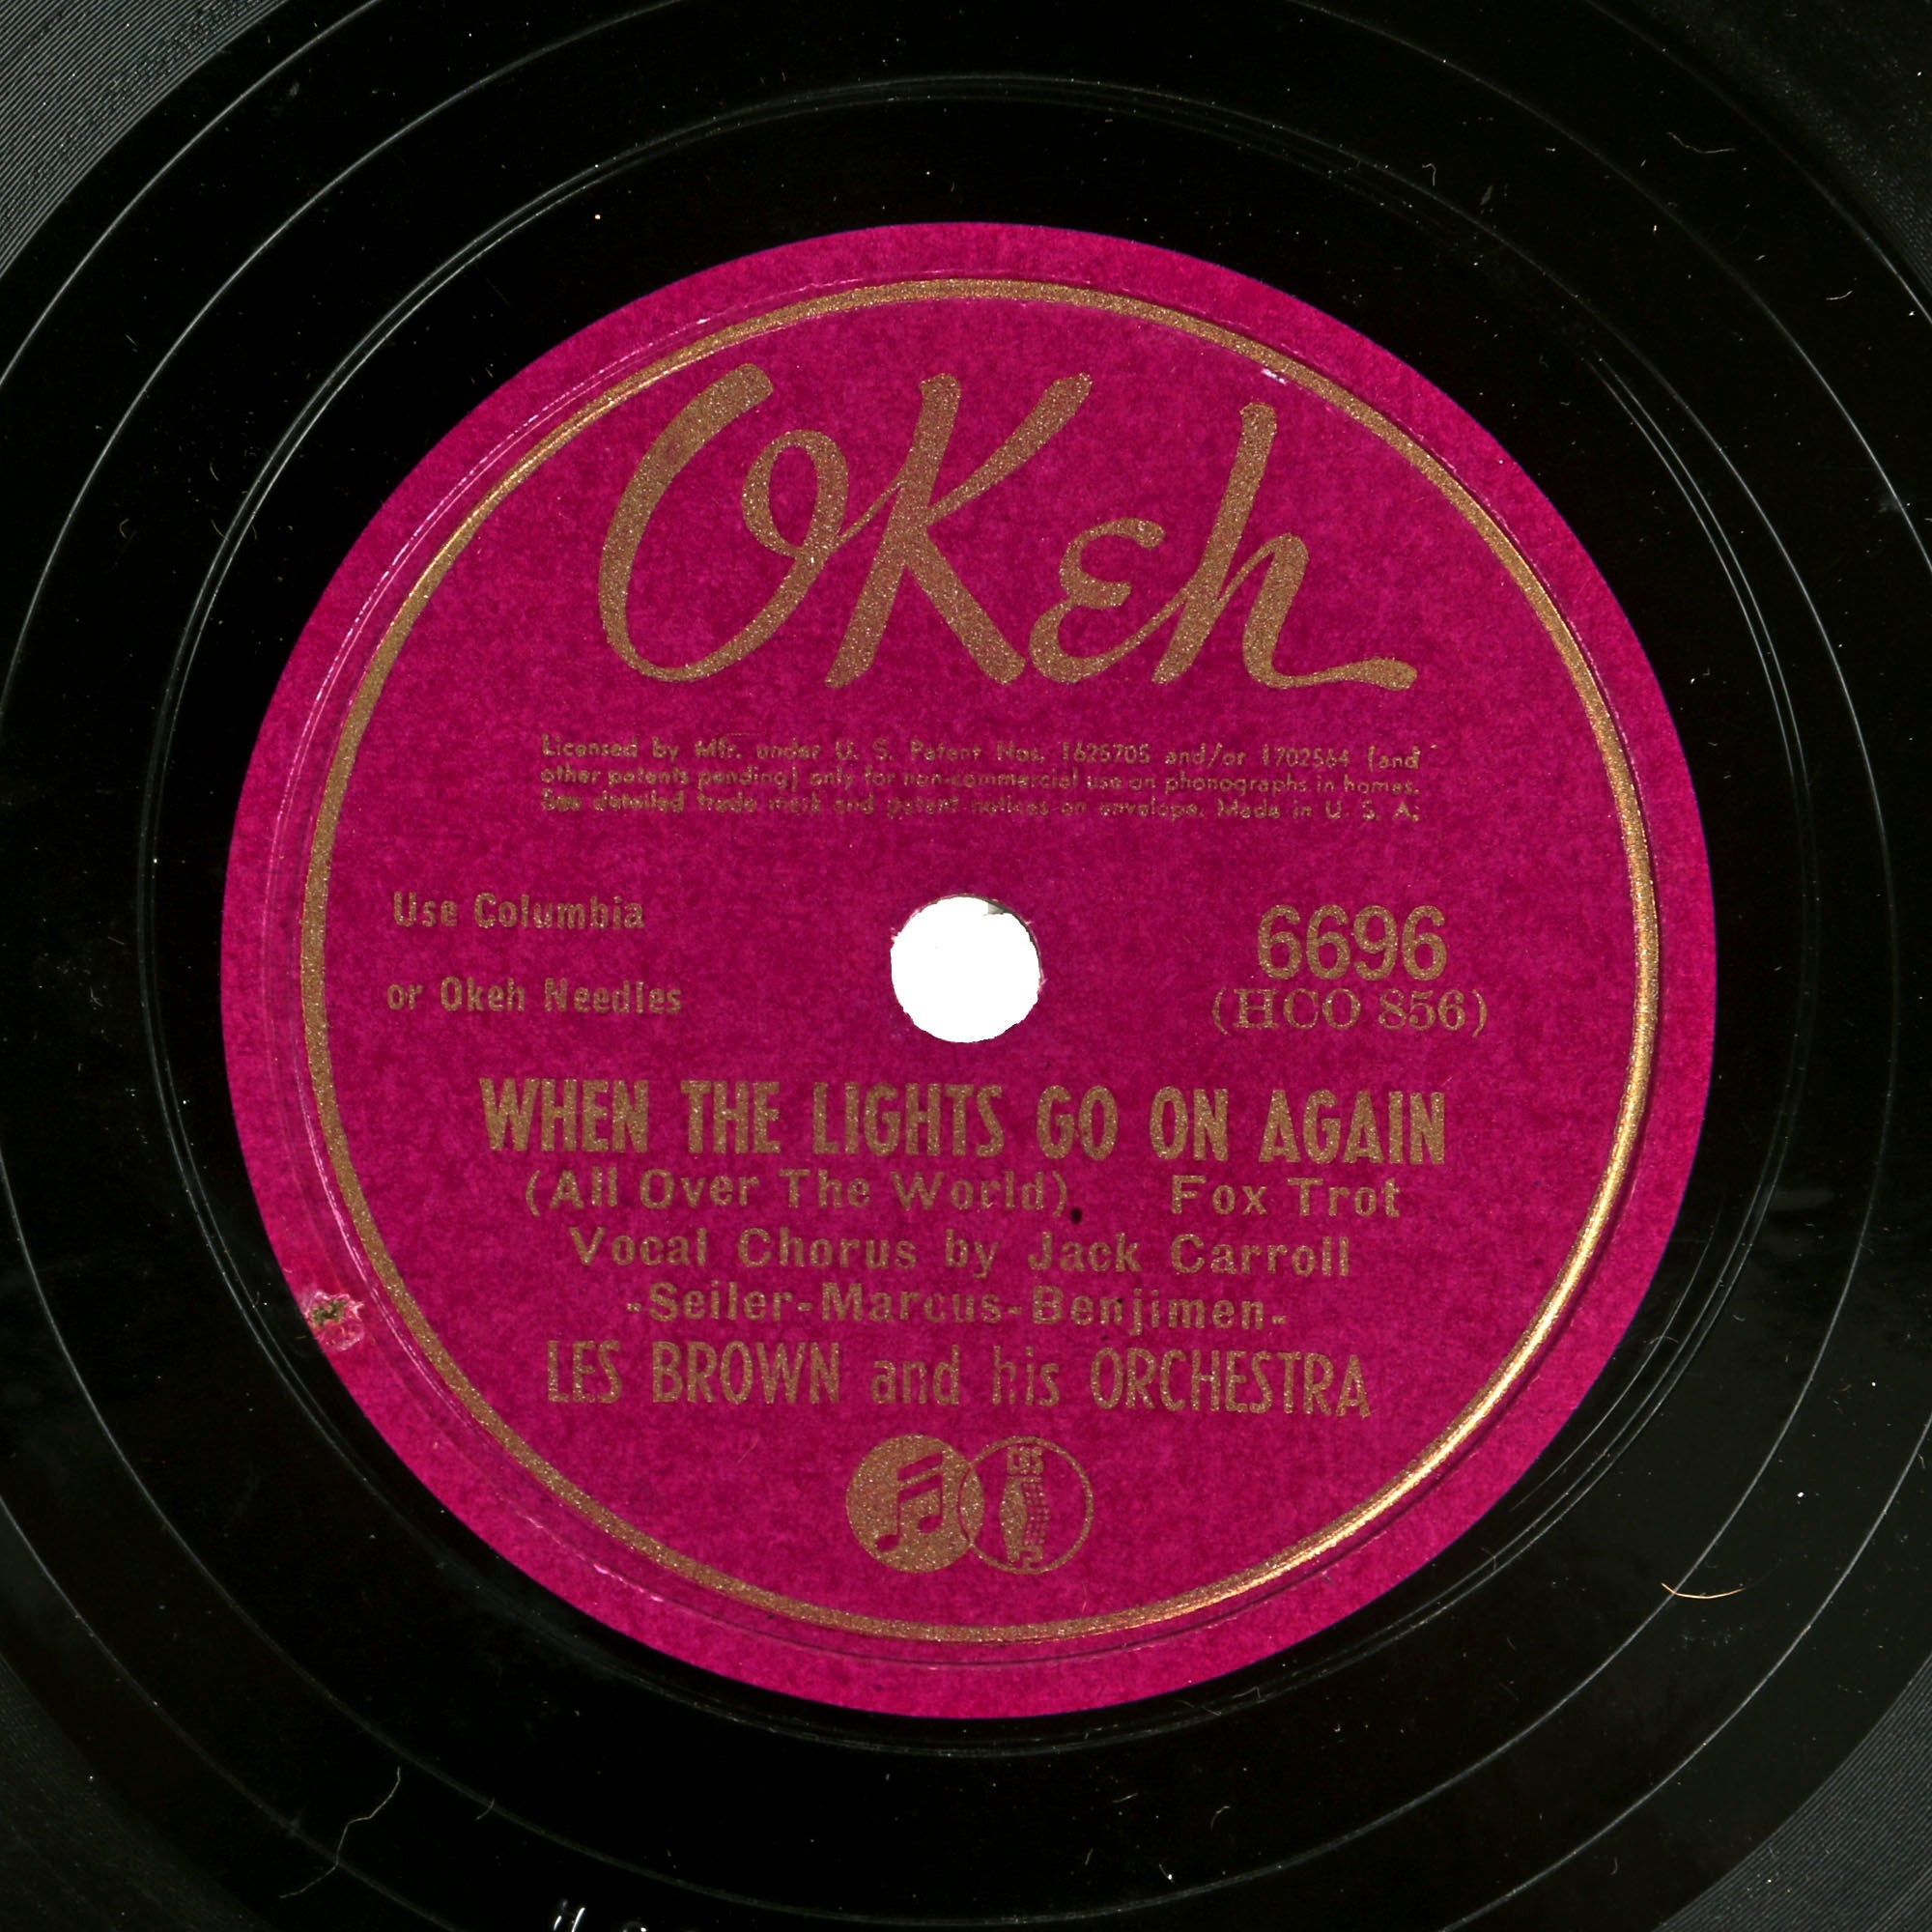 OKeh
Licensed by Mfr. under U. S. Patent Nos. 1625705 and/or 1702564 (and
other patents pending) only for non-commercial use on phonographs in homes.
See detailed trade mark and patent notices on envelope. Made in U. S. A.
Use Columbia
or Okeh Needles
6696
(HCO 856)
WHEN THE LIGHTS GO ON AGAIN
(All Over The World) Fox Trot
Vocal Chorus by Jack Carroll
-Seiler-Marcus-Benjimen-
LES BROWN and his ORCHESTRA
CBS